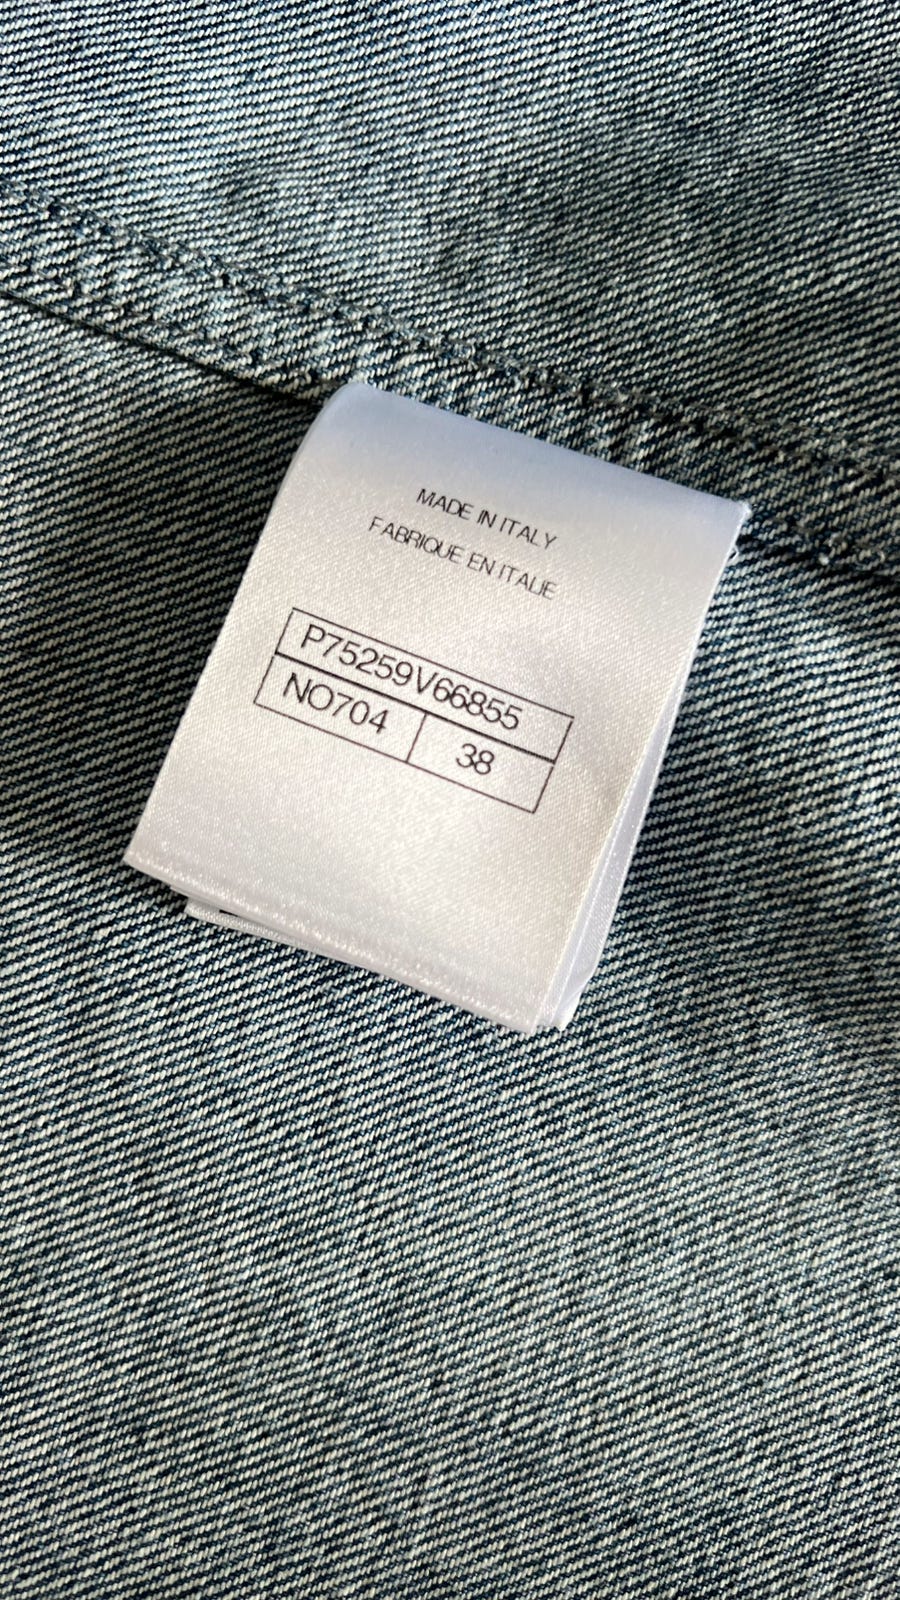 MADE IN ITALY
FABRIQUE EN ITALIE
P75259V66855
NO704 38